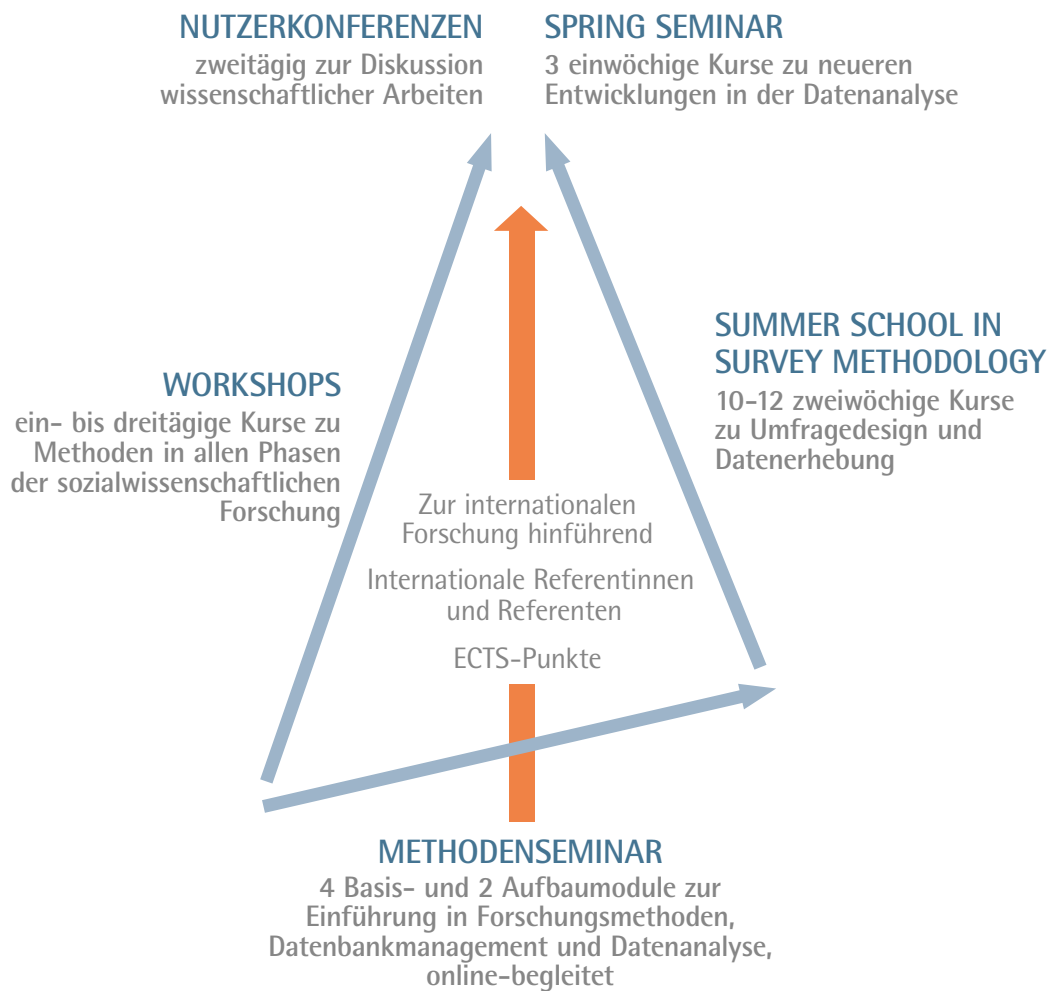 NUTZERKONFERENZEN
zweitägig zur Diskussion
wissenschaftlicher Arbeiten
SPRING SEMINAR
3 einwöchige Kurse zu neueren
Entwicklungen in der Datenanalyse
WORKSHOPS
ein- bis dreitägige Kurse zu
Methoden in allen Phasen
der sozialwissenschaftlichen
Forschung
SUMMER SCHOOL IN
SURVEY METHODOLOGY
10-12 zweiwöchige Kurse
zu Umfragedesign und
Datenerhebung
Zur internationalen
Forschung hinführend
Internationale Referentinnen
und Referenten
ECTS-Punkte
METHODENSEMINAR
4 Basis- und 2 Aufbaumodule zur
Einführung in Forschungsmethoden,
Datenbankmanagement und Datenanalyse,
online-begleitet